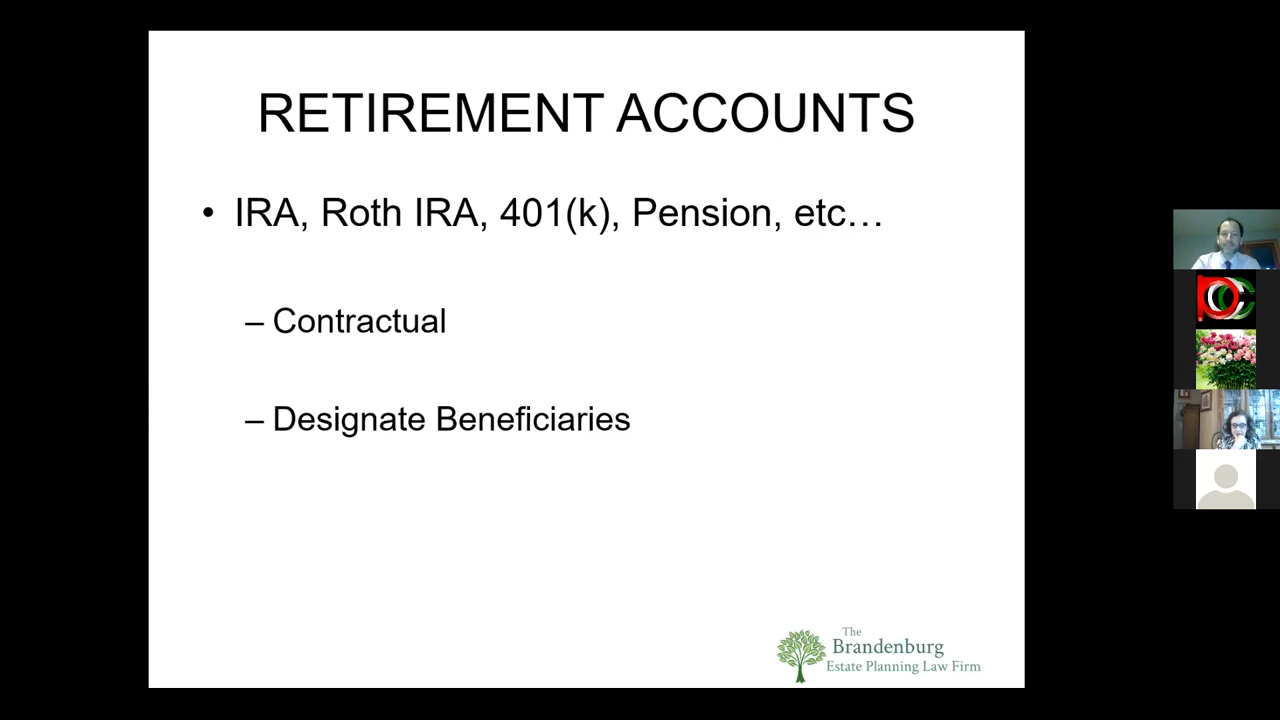 RETIREMENT ACCOUNTS
• IRA, Roth IRA, 401(k), Pension, etc…
– Contractual
– Designate Beneficiaries
The
Brandenburg
Estate Planning Law Firm